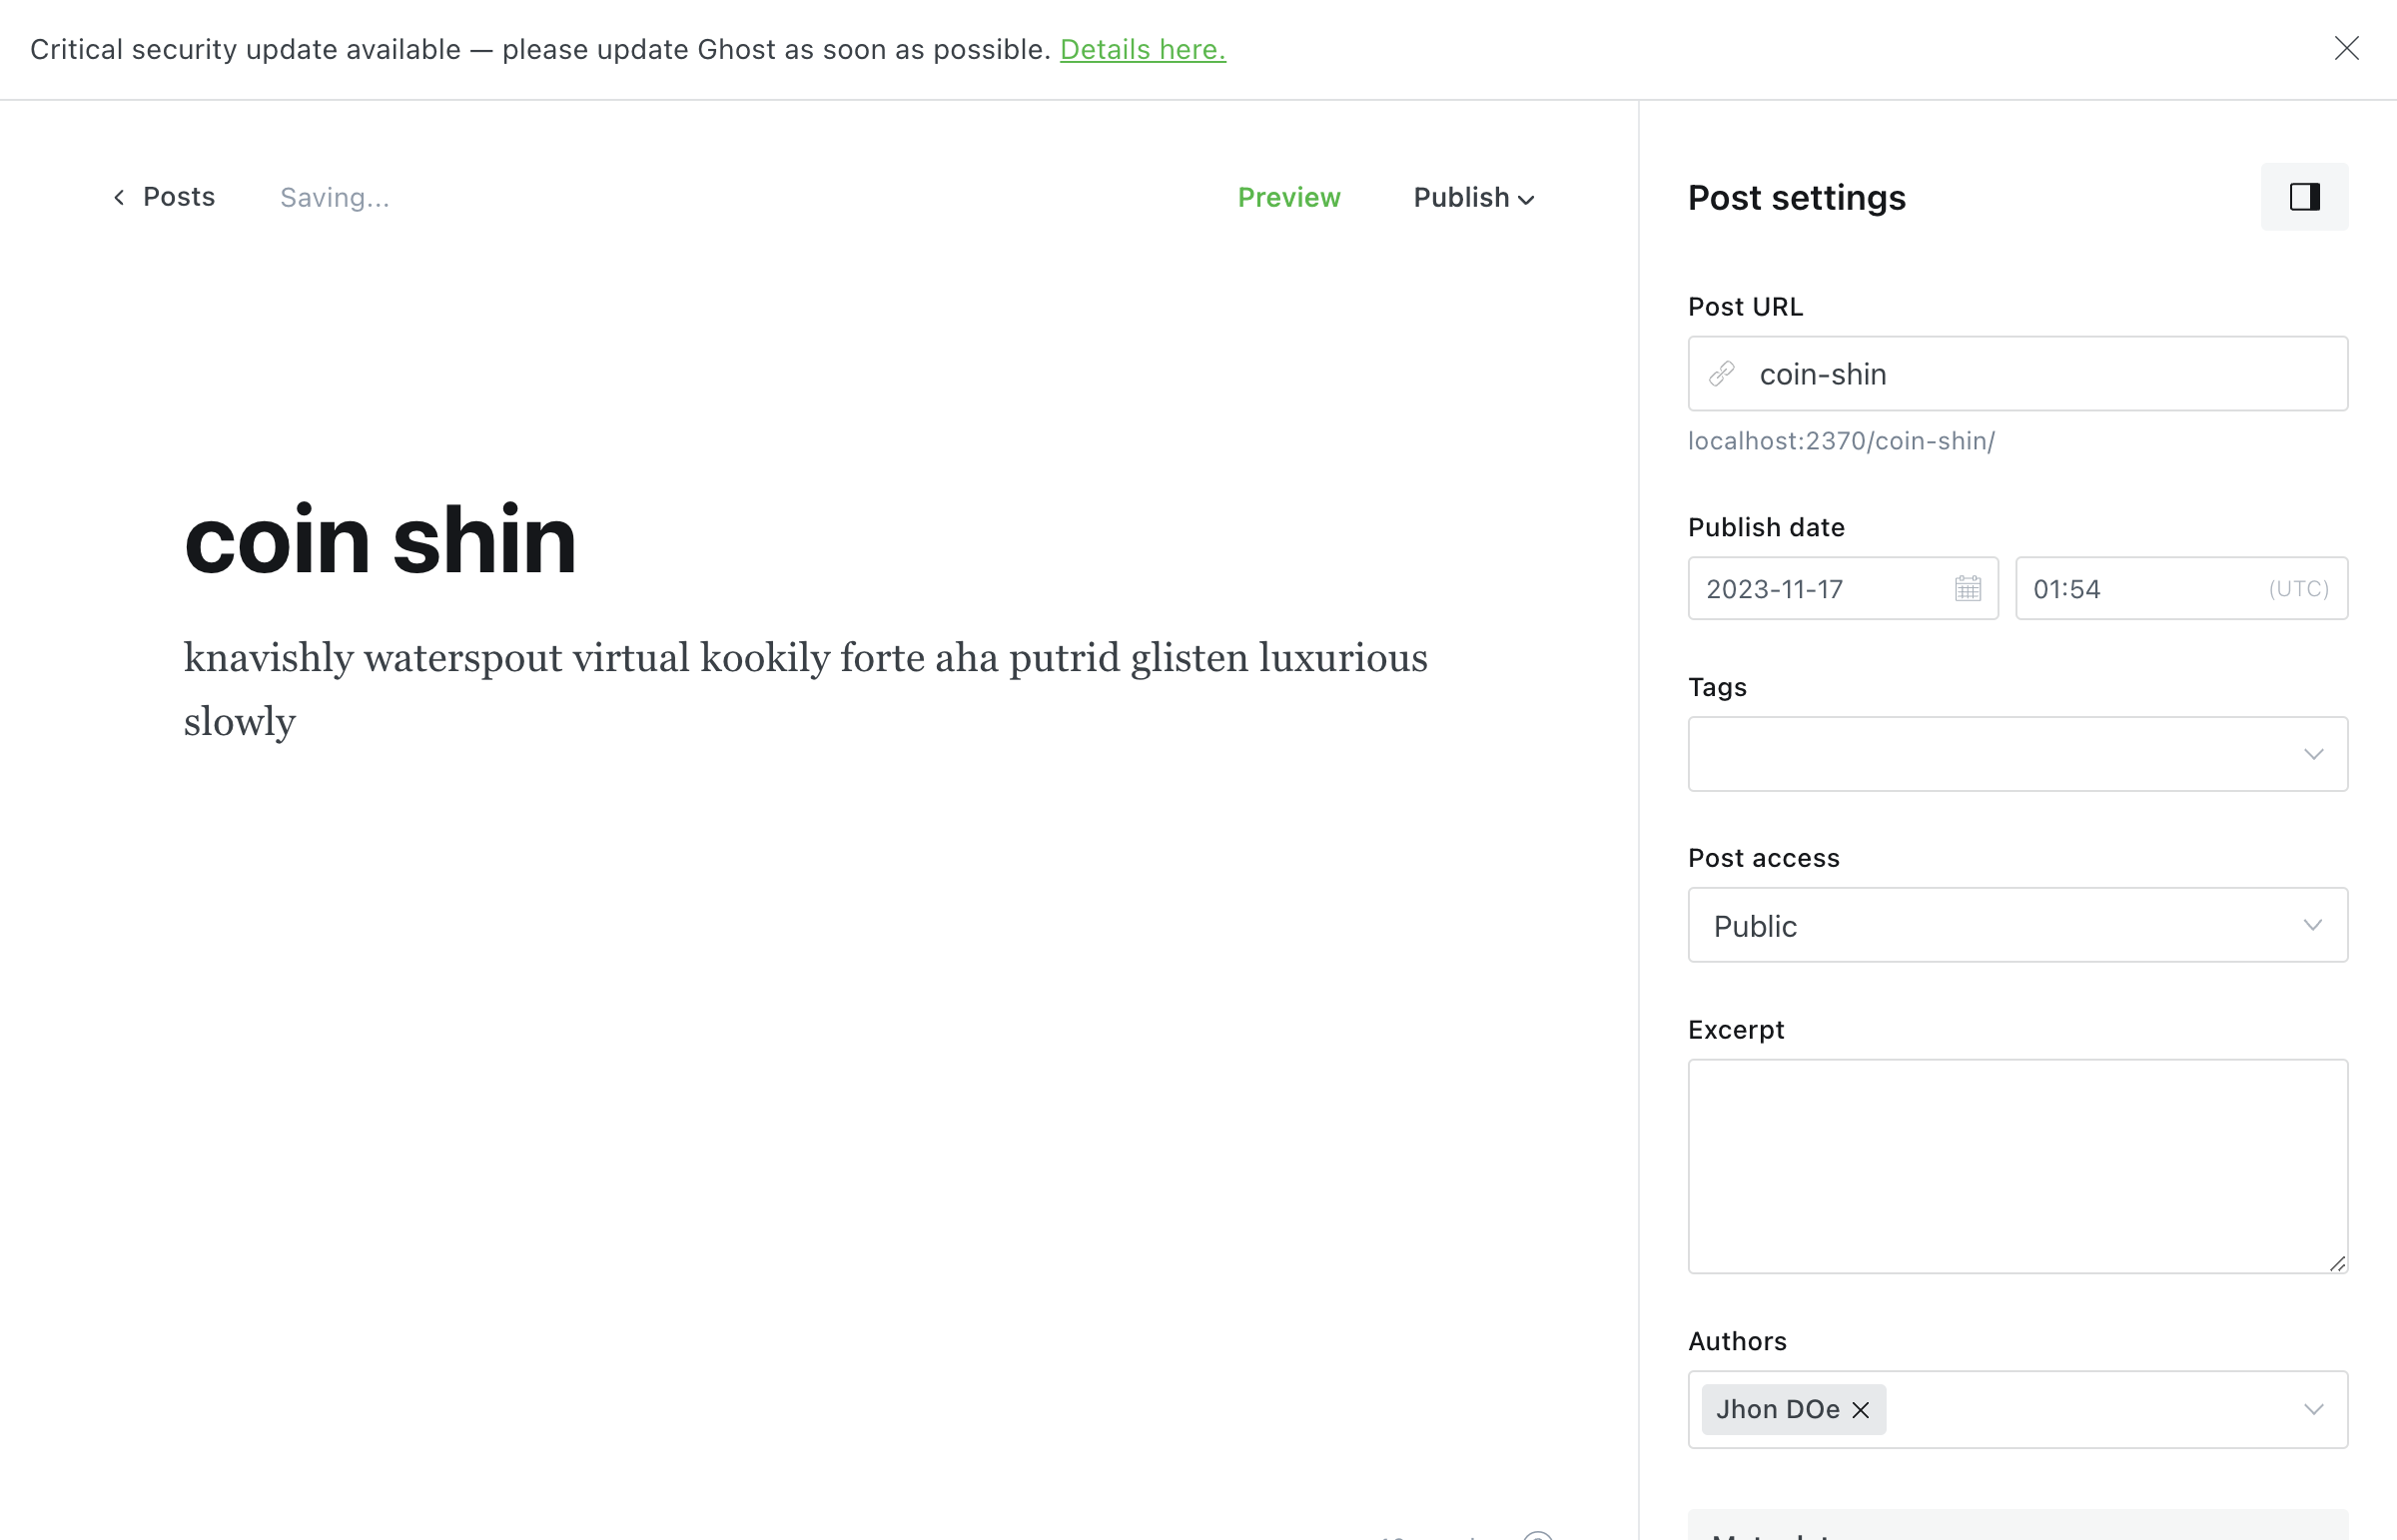 Critical security update available — please update Ghost as soon as possible. Details here.
Posts
Saving...
Preview
Publish
Post settings
Post URL
coin-shin
localhost:2370/coin-shin/
Publish date
2023-11-17
01:54
(UTC)
coin shin
knavishly waterspout virtual kookily forte aha putrid glisten luxurious
slowly
Tags
Post access
Public
Excerpt
Authors
Jhon DOe